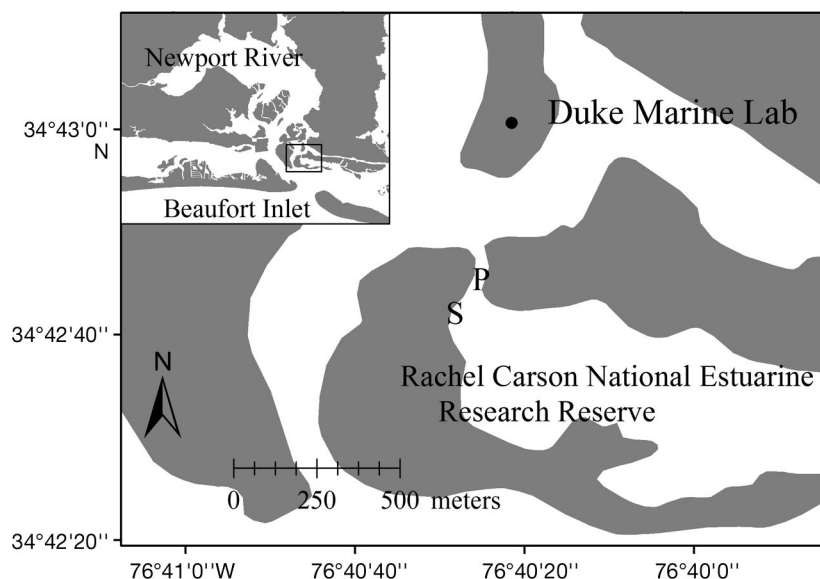 Newport River
Beaufort Inlet
Duke Marine Lab
34°43'0''
N
P
S
34°42'40''
Rachel Carson National Estuarine
Research Reserve
N
0 250 500 meters
34°42'20''
76°41'0''W 76°40'40'' 76°40'20'' 76°40'0''